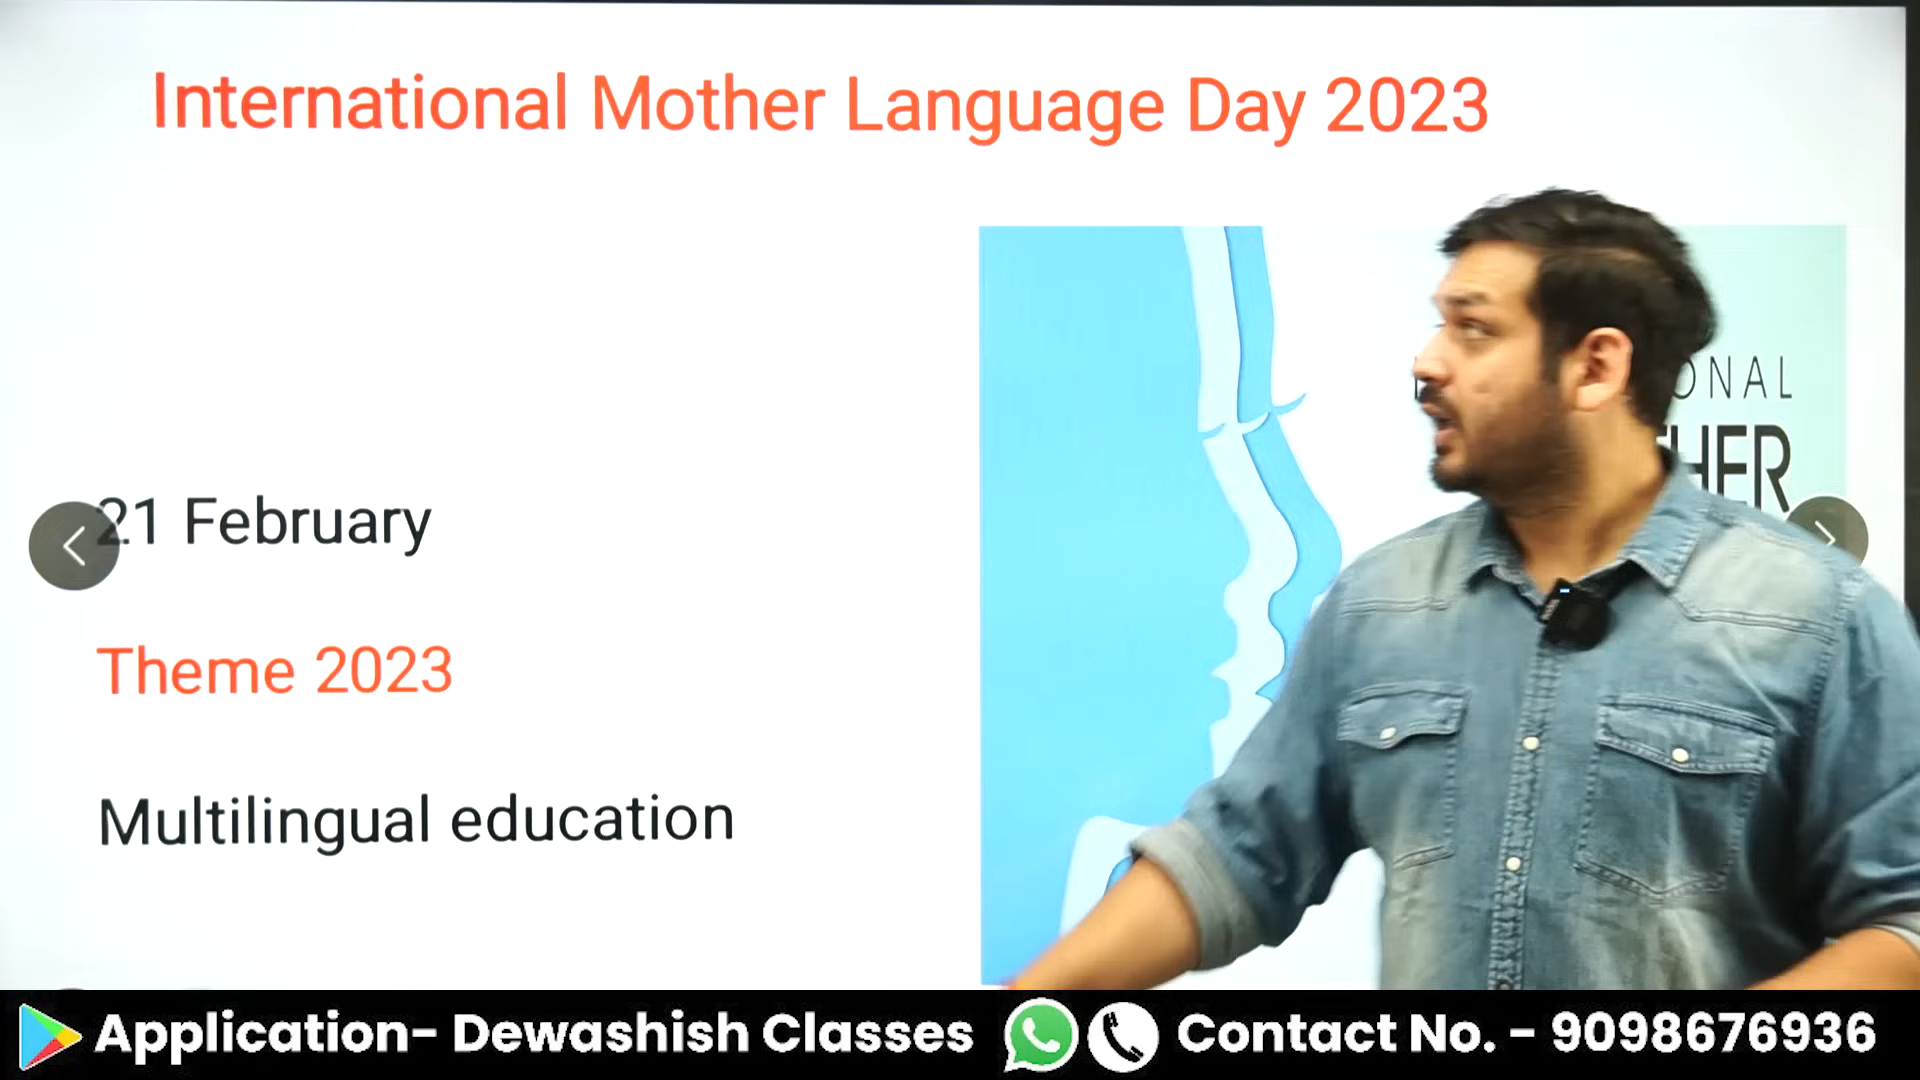 International Mother Language Day 2023
21 February
Theme 2023
Multilingual education
Application- Dewashish Classes
Contact No. - 9098676936